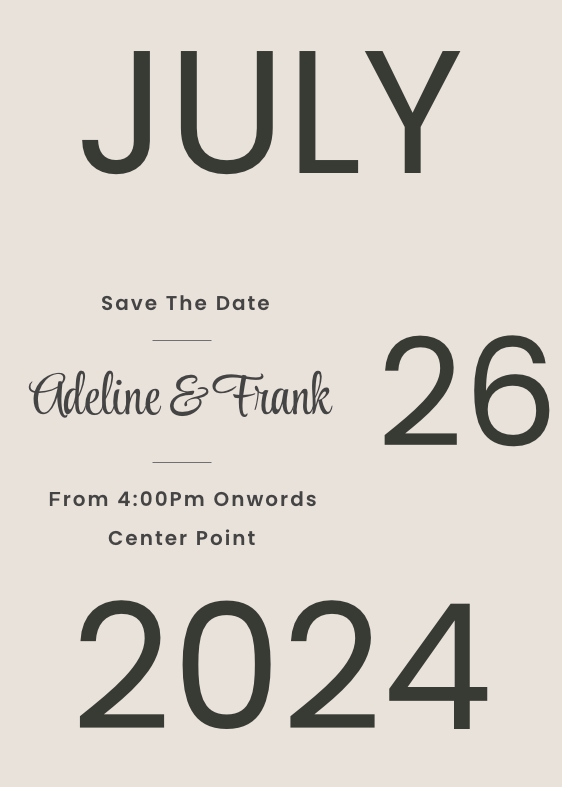 JULY
Save The Date
Adeline & Frank
26
From 4:00Pm Onwords
Center Point
2024